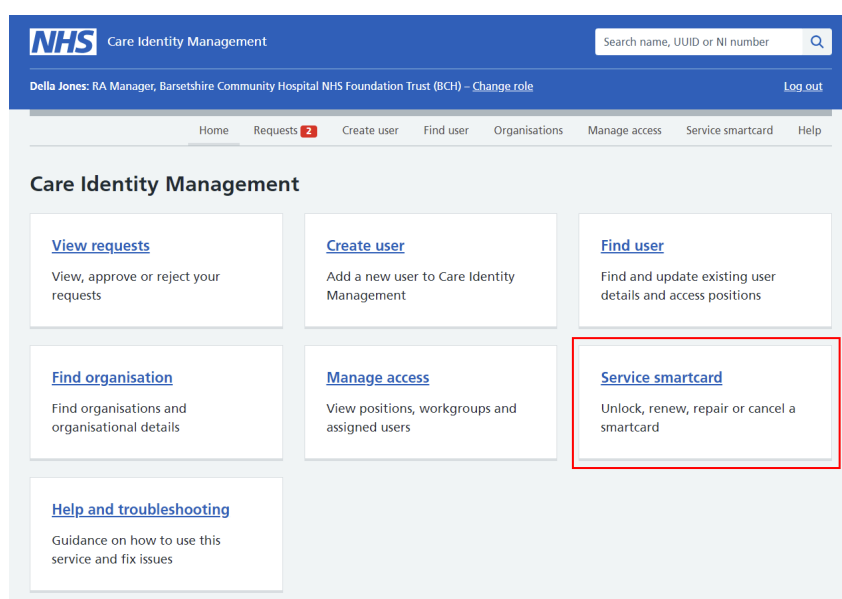 NHS Care Identity Management
Search name, UUID or NI number
Della Jones: RA Manager, Barsetshire Community Hospital NHS Foundation Trust (BCH) – Change role
Log out
Home Requests 2 Create user Find user Organisations Manage access Service smartcard Help
Care Identity Management
View requests
View, approve or reject your
requests
Create user
Add a new user to Care Identity
Management
Find user
Find and update existing user
details and access positions
Find organisation
Find organisations and
organisational details
Manage access
View positions, workgroups and
assigned users
Service smartcard
Unlock, renew, repair or cancel a
smartcard
Help and troubleshooting
Guidance on how to use this
service and fix issues